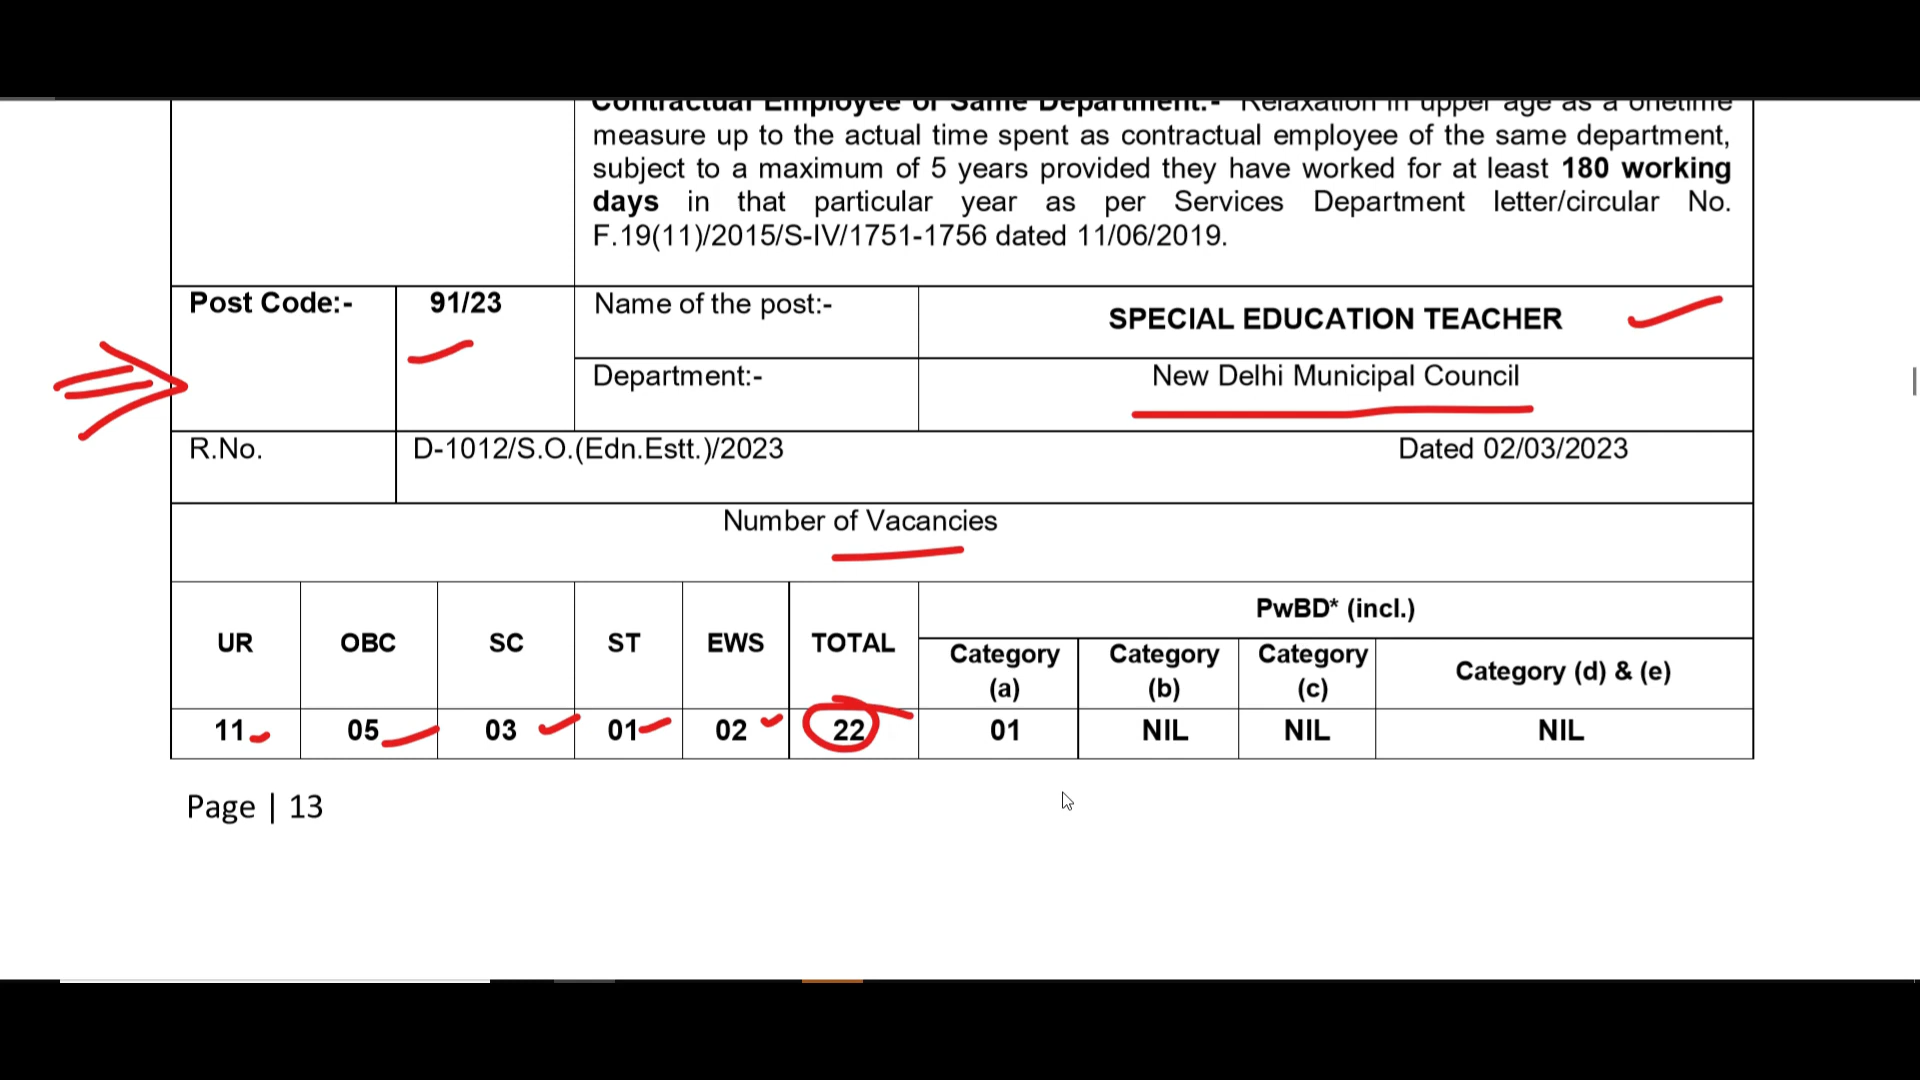 Contractual Employee of Same Department:- Relaxation in upper age as a onetime
measure up to the actual time spent as contractual employee of the same department,
subject to a maximum of 5 years provided they have worked for at least 180 working
days in that particular year as per Services Department letter/circular No.
F.19(11)/2015/S-IV/1751-1756 dated 11/06/2019.
Post Code:- 91/23 Name of the post:- SPECIAL EDUCATION TEACHER
Department:- New Delhi Municipal Council
R.No. D-1012/S.O.(Edn.Estt.)/2023 Dated 02/03/2023
Number of Vacancies
UR OBC SC ST EWS TOTAL PwBD* (incl.)
Category (a) Category (b) Category (c) Category (d) & (e)
11 05 03 01 02 22 01 NIL NIL NIL
Page | 13